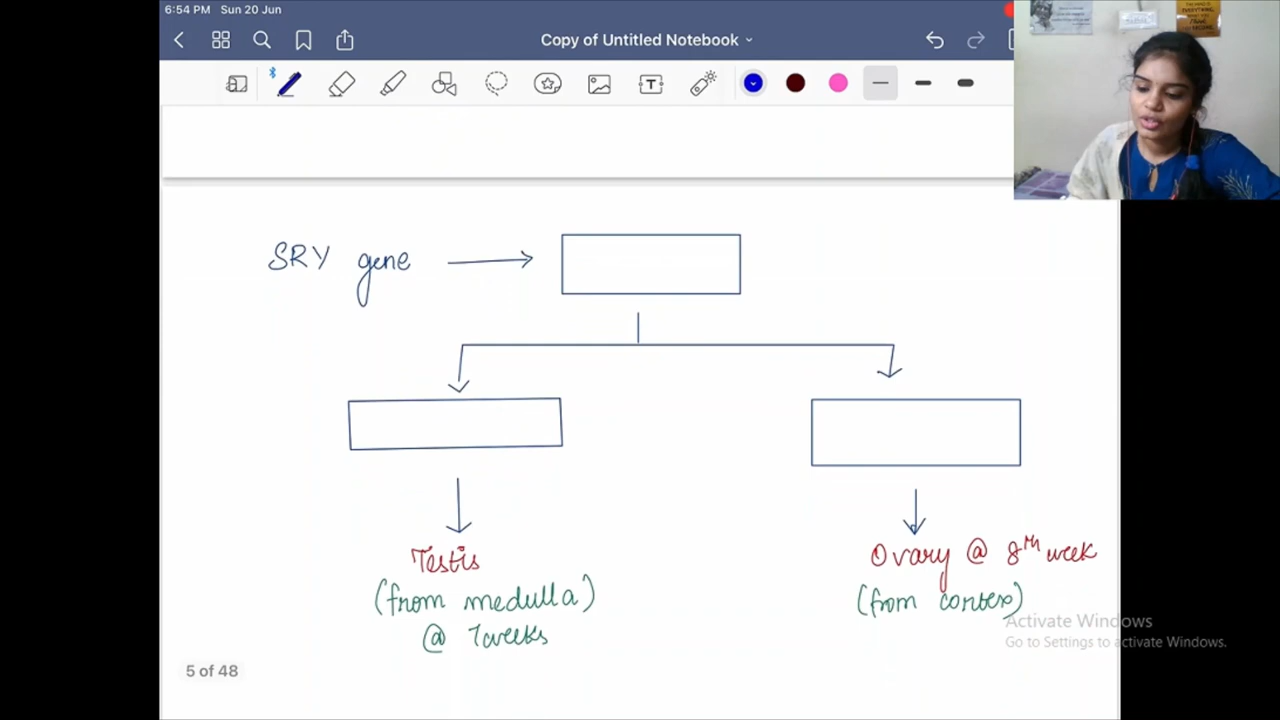 6:54 PM Sun 20 Jun
Copy of Untitled Notebook
T
SRY gene
Testis
(from medulla)
@ 7weeks
Ovary @ 8th week
(from cortex)
Activate Windows
Go to Settings to activate Windows.
5 of 48